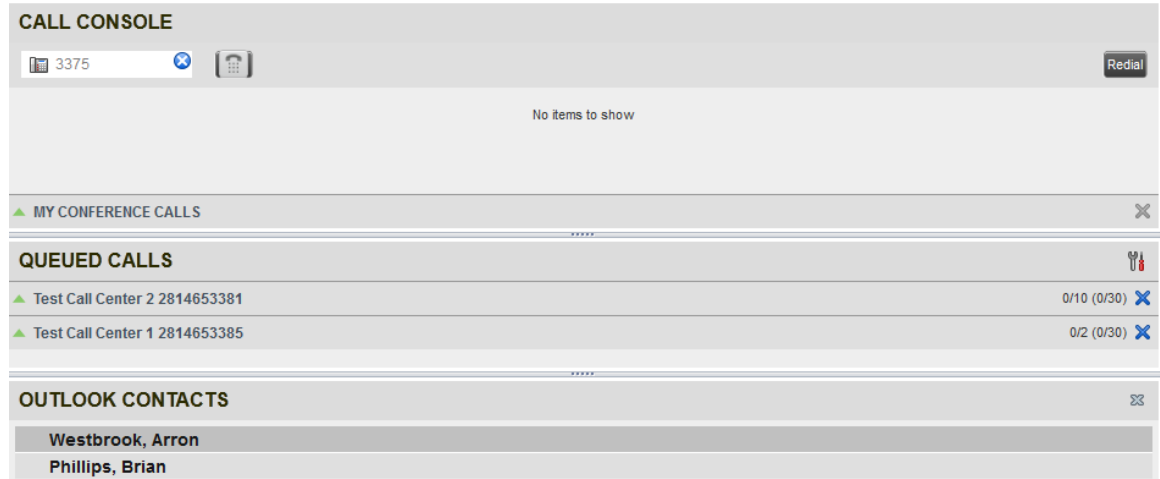 CALL CONSOLE
3375
Redial
No items to show
MY CONFERENCE CALLS
QUEUED CALLS
Test Call Center 2 2814653381 0/10 (0/30)
Test Call Center 1 2814653385 0/2 (0/30)
OUTLOOK CONTACTS
Westbrook, Arron
Phillips, Brian